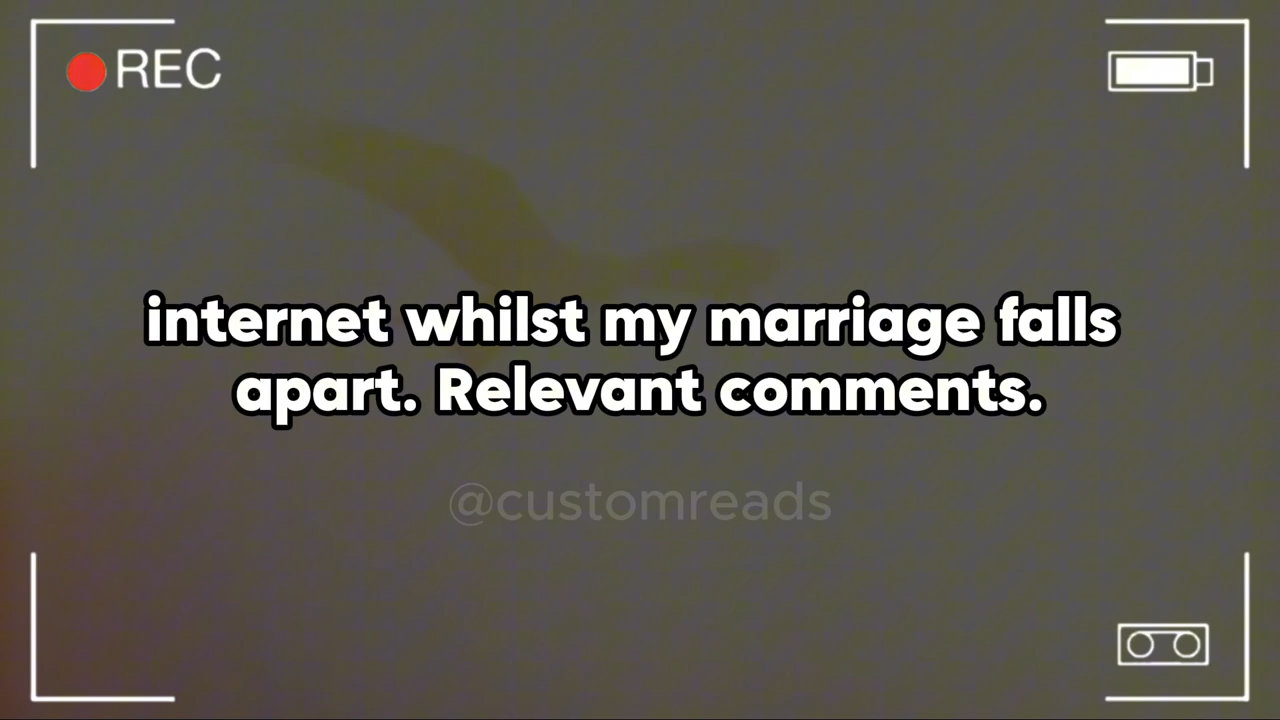 REC
internet whilst my marriage falls
apart. Relevant comments.
@customreads